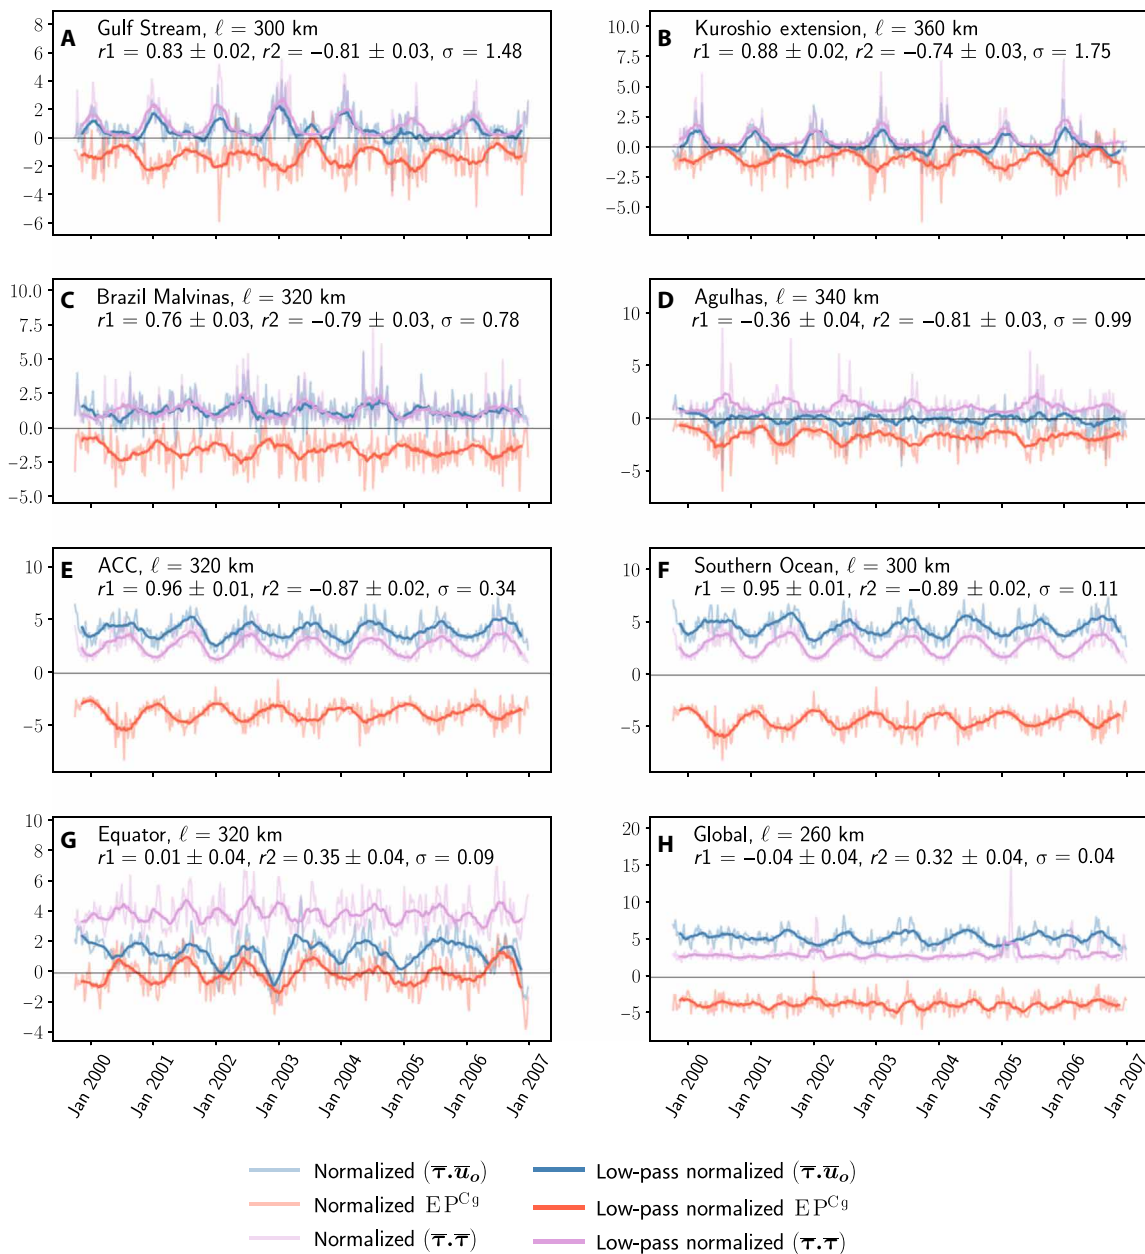 A Gulf Stream, ℓ = 300 km
r1 = 0.83 ± 0.02, r2 = −0.81 ± 0.03, σ = 1.48
8
6
4
2
0
−2
−4
−6
B Kuroshio extension, ℓ = 360 km
r1 = 0.88 ± 0.02, r2 = −0.74 ± 0.03, σ = 1.75
10.0
7.5
5.0
2.5
0.0
−2.5
−5.0
C Brazil Malvinas, ℓ = 320 km
r1 = 0.76 ± 0.03, r2 = −0.79 ± 0.03, σ = 0.78
10.0
7.5
5.0
2.5
0.0
−2.5
−5.0
D Agulhas, ℓ = 340 km
r1 = −0.36 ± 0.04, r2 = −0.81 ± 0.03, σ = 0.99
10
5
0
−5
E ACC, ℓ = 320 km
r1 = 0.96 ± 0.01, r2 = −0.87 ± 0.02, σ = 0.34
10
5
0
−5
F Southern Ocean, ℓ = 300 km
r1 = 0.95 ± 0.01, r2 = −0.89 ± 0.02, σ = 0.11
10
5
0
−5
G Equator, ℓ = 320 km
r1 = 0.01 ± 0.04, r2 = 0.35 ± 0.04, σ = 0.09
10
8
6
4
2
0
−2
−4
H Global, ℓ = 260 km
r1 = −0.04 ± 0.04, r2 = 0.32 ± 0.04, σ = 0.04
20
15
10
5
0
−5
Jan 2000 Jan 2001 Jan 2002 Jan 2003 Jan 2004 Jan 2005 Jan 2006 Jan 2007
Jan 2000 Jan 2001 Jan 2002 Jan 2003 Jan 2004 Jan 2005 Jan 2006 Jan 2007
Normalized (τ̅.u̅ₒ) Low-pass normalized (τ̅.u̅ₒ)
Normalized EP^Cg Low-pass normalized EP^Cg
Normalized (τ̅.τ̅) Low-pass normalized (τ̅.τ̅)